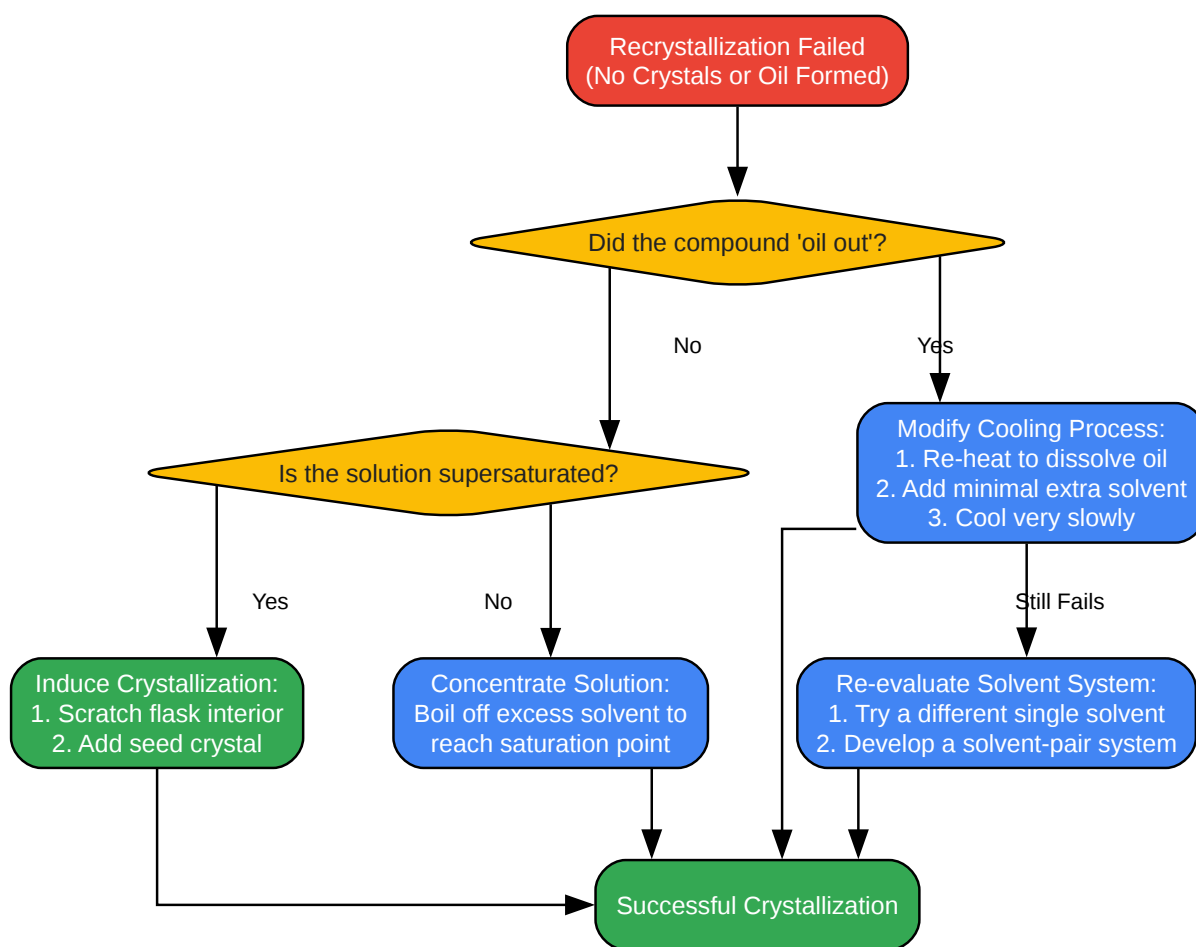 Recrystallization Failed
(No Crystals or Oil Formed)
Did the compound 'oil out'?
No
Yes
Modify Cooling Process:
1. Re-heat to dissolve oil
2. Add minimal extra solvent
3. Cool very slowly
Is the solution supersaturated?
Yes
No
Still Fails
Induce Crystallization:
1. Scratch flask interior
2. Add seed crystal
Concentrate Solution:
Boil off excess solvent to
reach saturation point
Re-evaluate Solvent System:
1. Try a different single solvent
2. Develop a solvent-pair system
Successful Crystallization